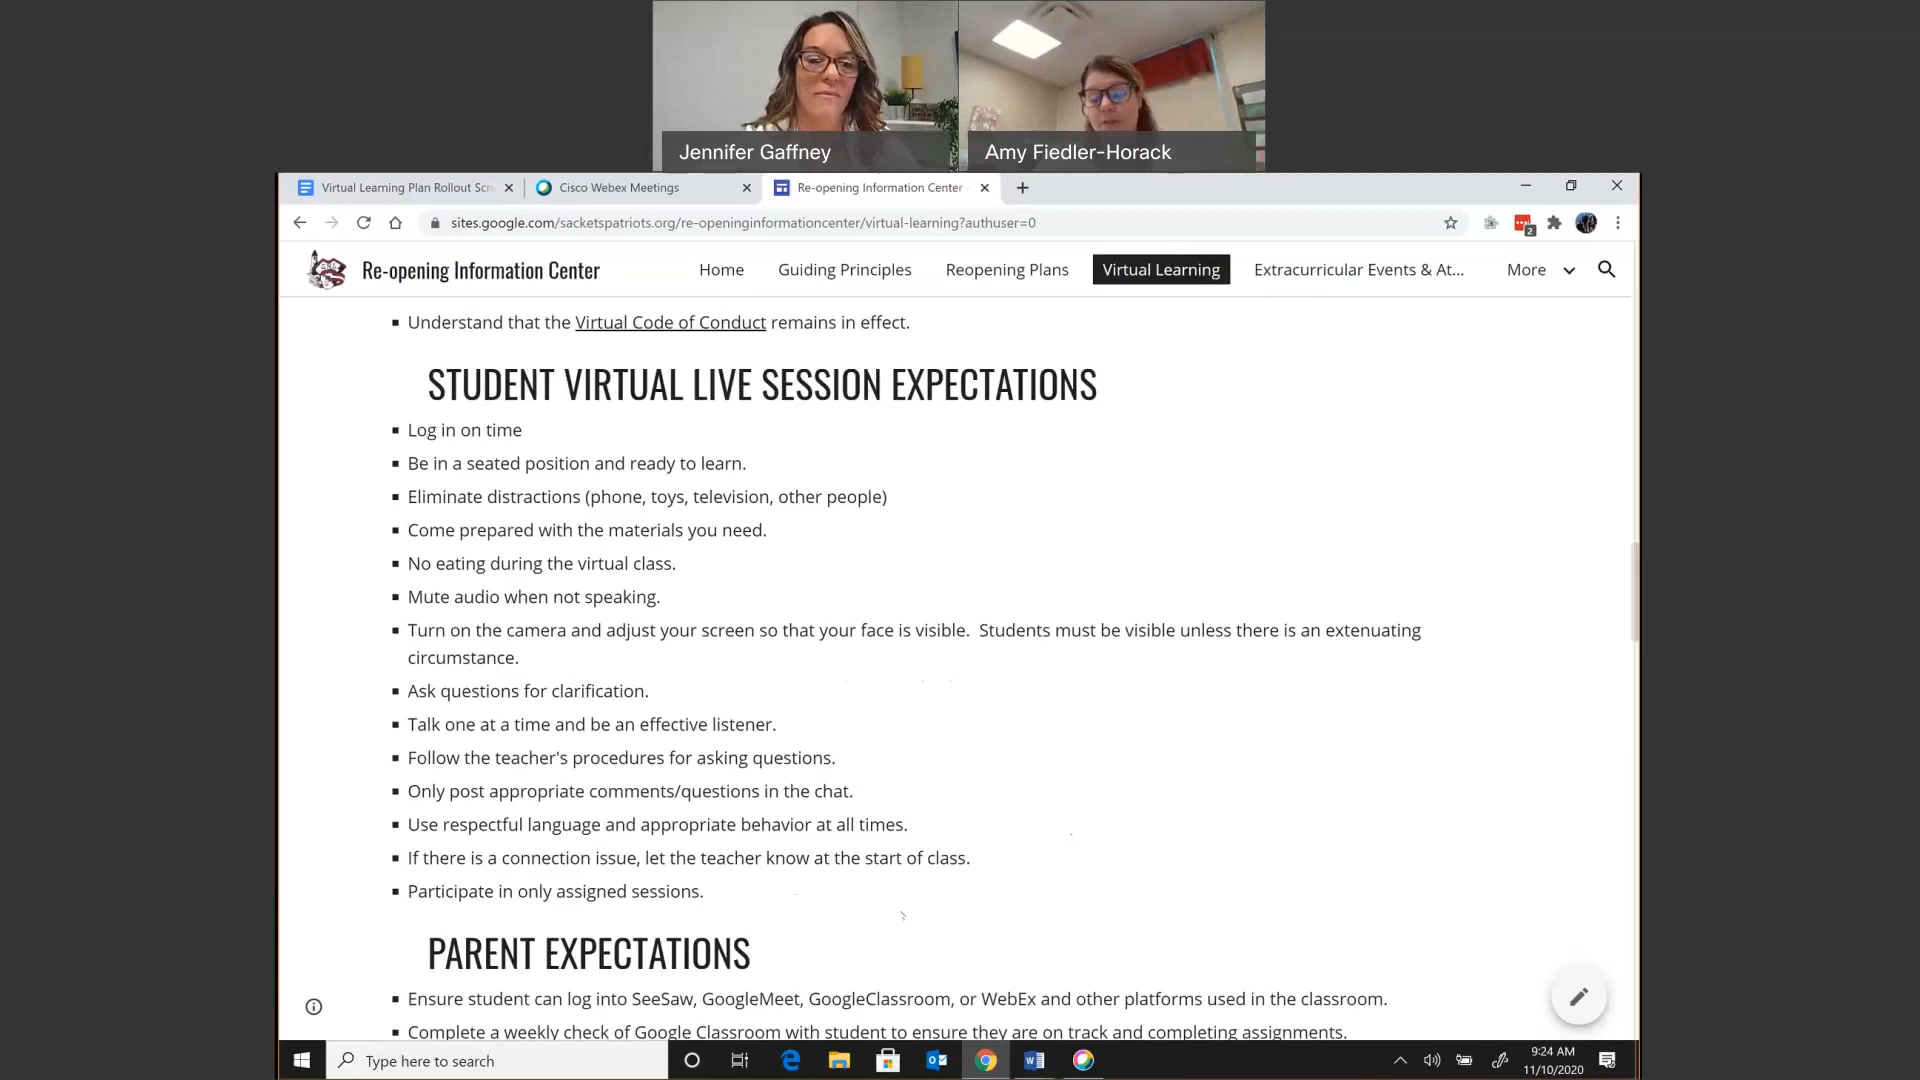 Jennifer Gaffney
Amy Fiedler-Horack
Virtual Learning Plan Rollout Scri
Cisco Webex Meetings
Re-opening Information Center
sites.google.com/sacketspatriots.org/re-openinginformationcenter/virtual-learning?authuser=0
2
Re-opening Information Center
Home
Guiding Principles
Reopening Plans
Virtual Learning
Extracurricular Events & At...
More
▪ Understand that the Virtual Code of Conduct remains in effect.
STUDENT VIRTUAL LIVE SESSION EXPECTATIONS
▪ Log in on time
▪ Be in a seated position and ready to learn.
▪ Eliminate distractions (phone, toys, television, other people)
▪ Come prepared with the materials you need.
▪ No eating during the virtual class.
▪ Mute audio when not speaking.
▪ Turn on the camera and adjust your screen so that your face is visible.  Students must be visible unless there is an extenuating
circumstance.
▪ Ask questions for clarification.
▪ Talk one at a time and be an effective listener.
▪ Follow the teacher's procedures for asking questions.
▪ Only post appropriate comments/questions in the chat.
▪ Use respectful language and appropriate behavior at all times.
▪ If there is a connection issue, let the teacher know at the start of class.
▪ Participate in only assigned sessions.
PARENT EXPECTATIONS
▪ Ensure student can log into SeeSaw, GoogleMeet, GoogleClassroom, or WebEx and other platforms used in the classroom.
▪ Complete a weekly check of Google Classroom with student to ensure they are on track and completing assignments.
Type here to search
9:24 AM
11/10/2020